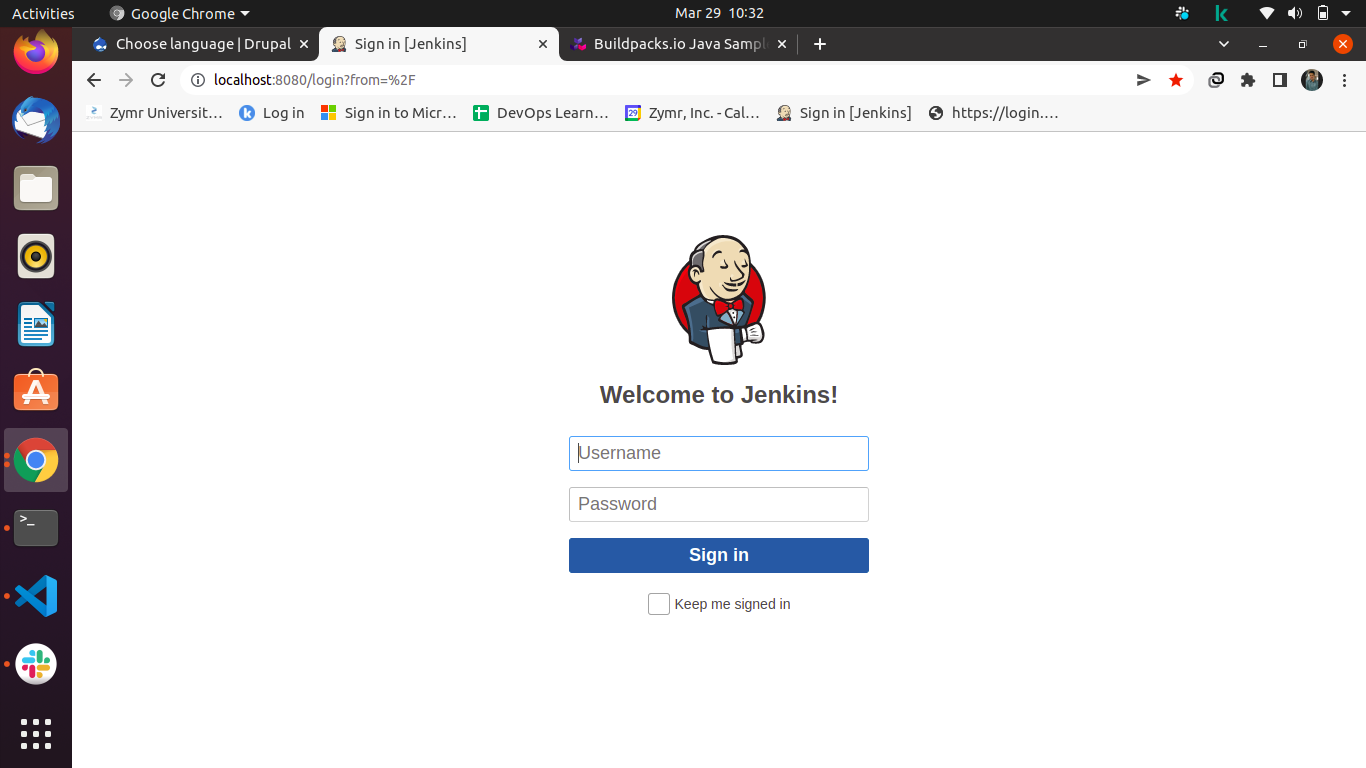 Activities
Google Chrome
Mar 29 10:32
Choose language | Drupal
Sign in [Jenkins]
Buildpacks.io Java Sampl
localhost:8080/login?from=%2F
Zymr Universit…
Log in
Sign in to Micr…
DevOps Learn…
29
Zymr, Inc. - Cal…
Sign in [Jenkins]
https://login.…
Welcome to Jenkins!
Username
Password
Sign in
Keep me signed in